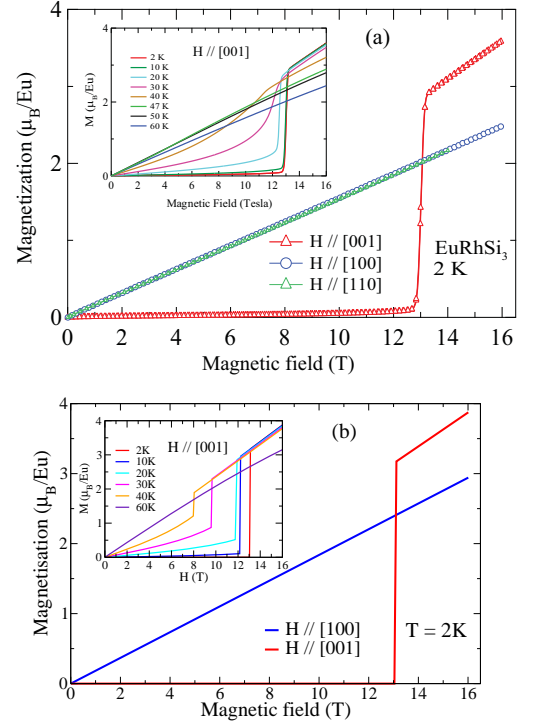 (a)
H // [001]
2 K
10 K
20 K
30 K
40 K
47 K
50 K
60 K
M (μB/Eu)
4
3
2
1
0
0 2 4 6 8 10 12 14 16
Magnetic Field (Tesla)
Magnetization (μB/Eu)
4
2
0
H // [001]
H // [100]
H // [110]
EuRhSi3
2 K
0 2 4 6 8 10 12 14 16
Magnetic field (T)
(b)
H // [001]
2K
10K
20K
30K
40K
60K
M (μB/Eu)
4
3
2
1
0
0 2 4 6 8 10 12 14 16
H (T)
Magnetisation (μB/Eu)
4
3
2
1
0
H // [100]
H // [001]
T = 2K
0 2 4 6 8 10 12 14 16
Magnetic field (T)